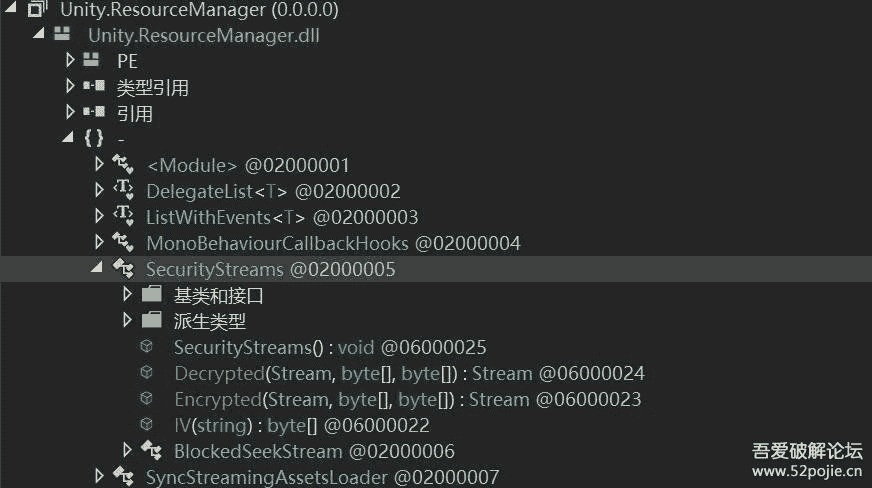 Unity.ResourceManager (0.0.0.0)
Unity.ResourceManager.dll
PE
类型引用
引用
{ } -
<Module> @02000001
DelegateList<T> @02000002
ListWithEvents<T> @02000003
MonoBehaviourCallbackHooks @02000004
SecurityStreams @02000005
基类和接口
派生类型
SecurityStreams() : void @06000025
Decrypted(Stream, byte[], byte[]) : Stream @06000024
Encrypted(Stream, byte[], byte[]) : Stream @06000023
IV(string) : byte[] @06000022
BlockedSeekStream @02000006
SyncStreamingAssetsLoader @02000007
吾爱破解论坛
www.52pojie.cn